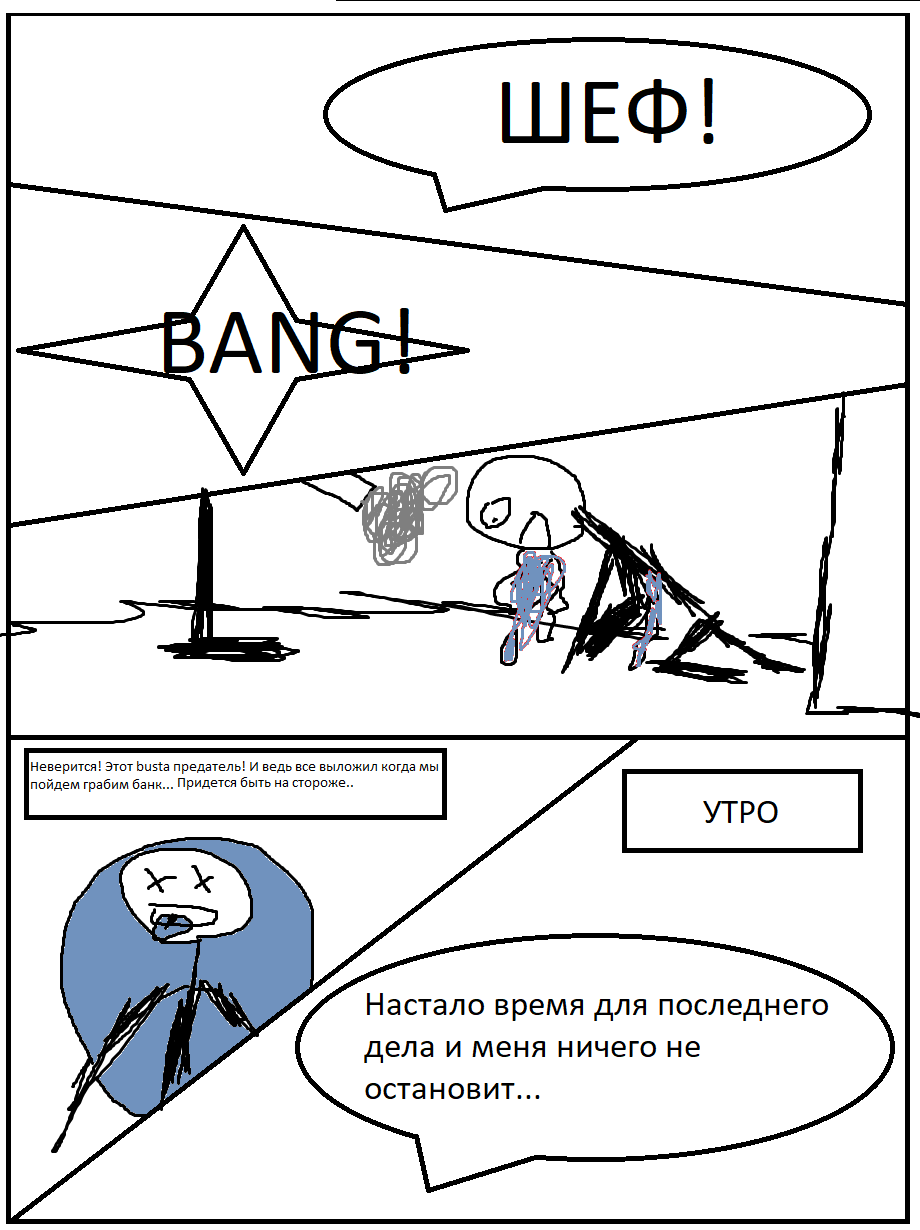 ШЕФ!
BANG!
Неверится! Этот busta предатель! И ведь все выложил когда мы
пойдем грабим банк... Придется быть на стороже..
УТРО
Настало время для последнего
дела и меня ничего не
остановит...